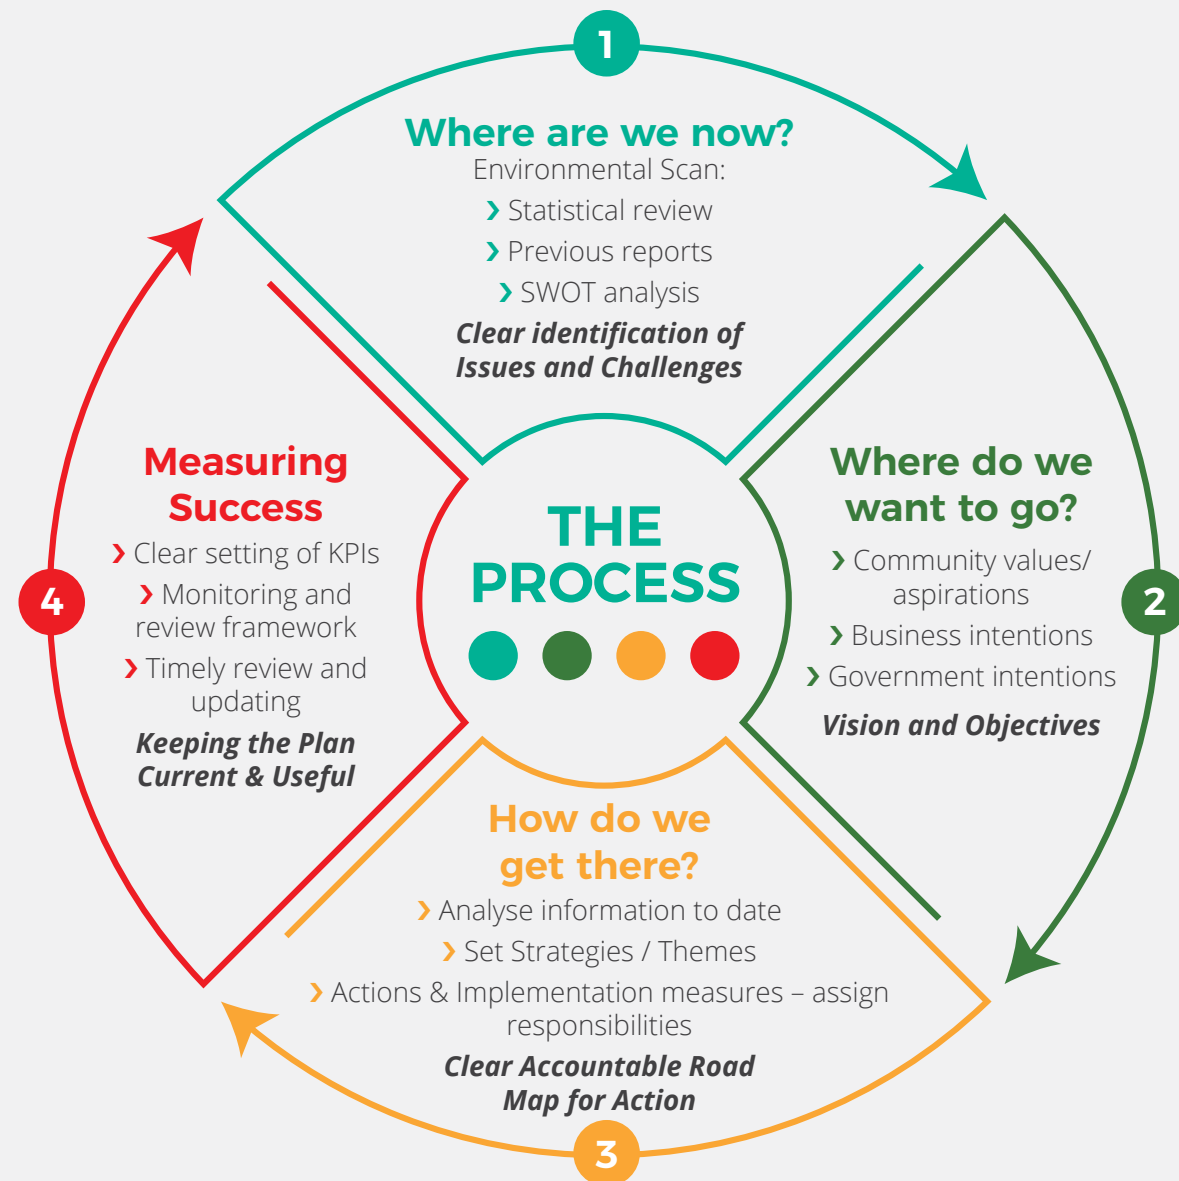 1
Where are we now?
Environmental Scan:
› Statistical review
› Previous reports
› SWOT analysis
Clear identification of
Issues and Challenges
2
Where do we
want to go?
› Community values/
aspirations
› Business intentions
› Government intentions
Vision and Objectives
3
How do we
get there?
› Analyse information to date
› Set Strategies / Themes
› Actions & Implementation measures – assign
responsibilities
Clear Accountable Road
Map for Action
4
Measuring
Success
› Clear setting of KPIs
› Monitoring and
review framework
› Timely review and
updating
Keeping the Plan
Current & Useful
THE
PROCESS